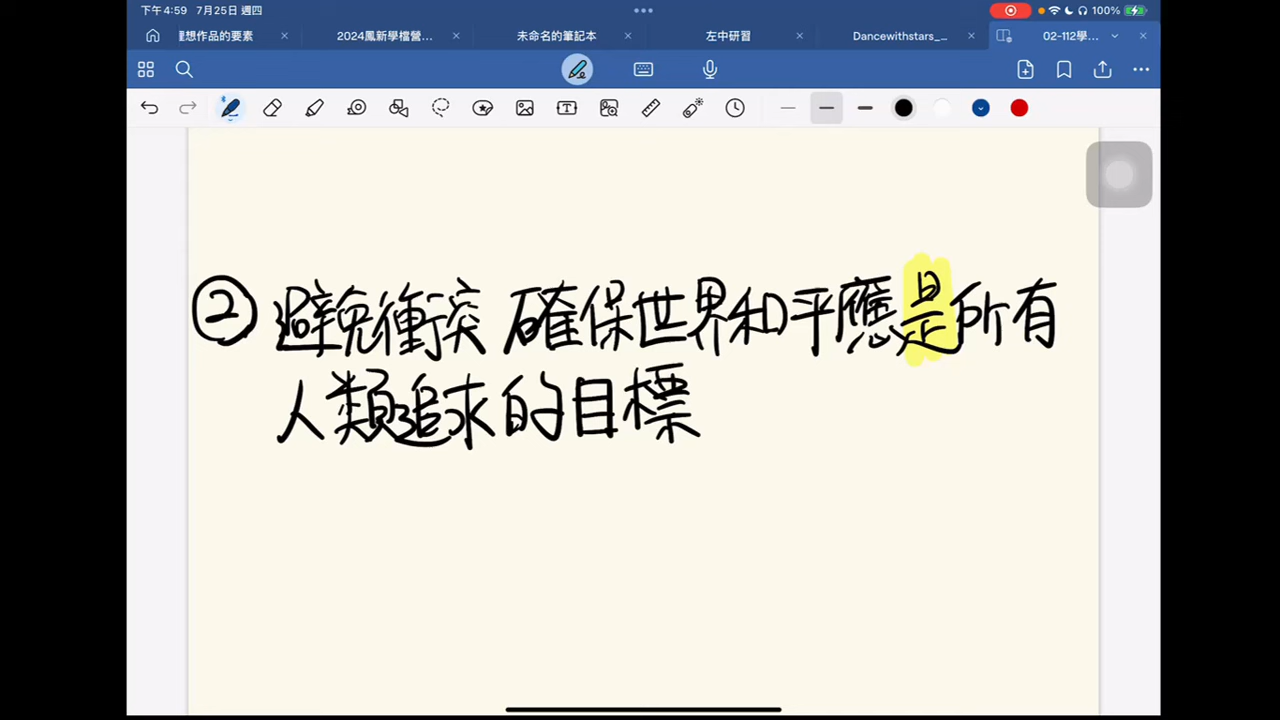 下午4:59 7月25日 週四
100%
理想作品的要素
2024鳳新學檔營...
未命名的筆記本
左中研習
Dancewithstars_...
02-112學...
② 避免衝突 確保世界和平應是所有
人類追求的目標